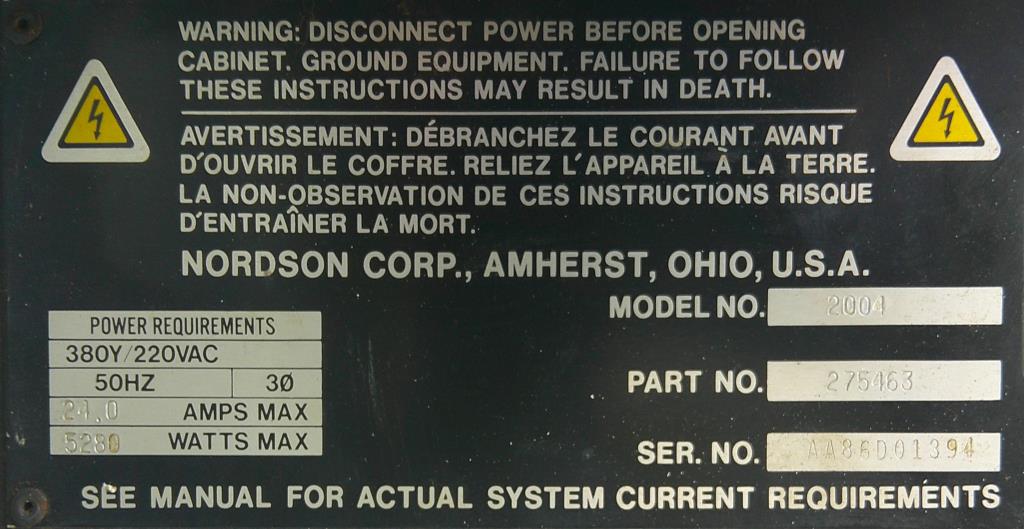 WARNING: DISCONNECT POWER BEFORE OPENING
CABINET. GROUND EQUIPMENT. FAILURE TO FOLLOW
THESE INSTRUCTIONS MAY RESULT IN DEATH.
AVERTISSEMENT: DÉBRANCHEZ LE COURANT AVANT
D'OUVRIR LE COFFRE. RELIEZ L'APPAREIL À LA TERRE.
LA NON-OBSERVATION DE CES INSTRUCTIONS RISQUE
D'ENTRAÎNER LA MORT.
NORDSON CORP., AMHERST, OHIO, U.S.A.
MODEL NO. 2004
PART NO. 275463
SER. NO. AA86D01394
POWER REQUIREMENTS
380Y/220VAC
50HZ 3Ø
24.0 AMPS MAX
5280 WATTS MAX
SEE MANUAL FOR ACTUAL SYSTEM CURRENT REQUIREMENTS